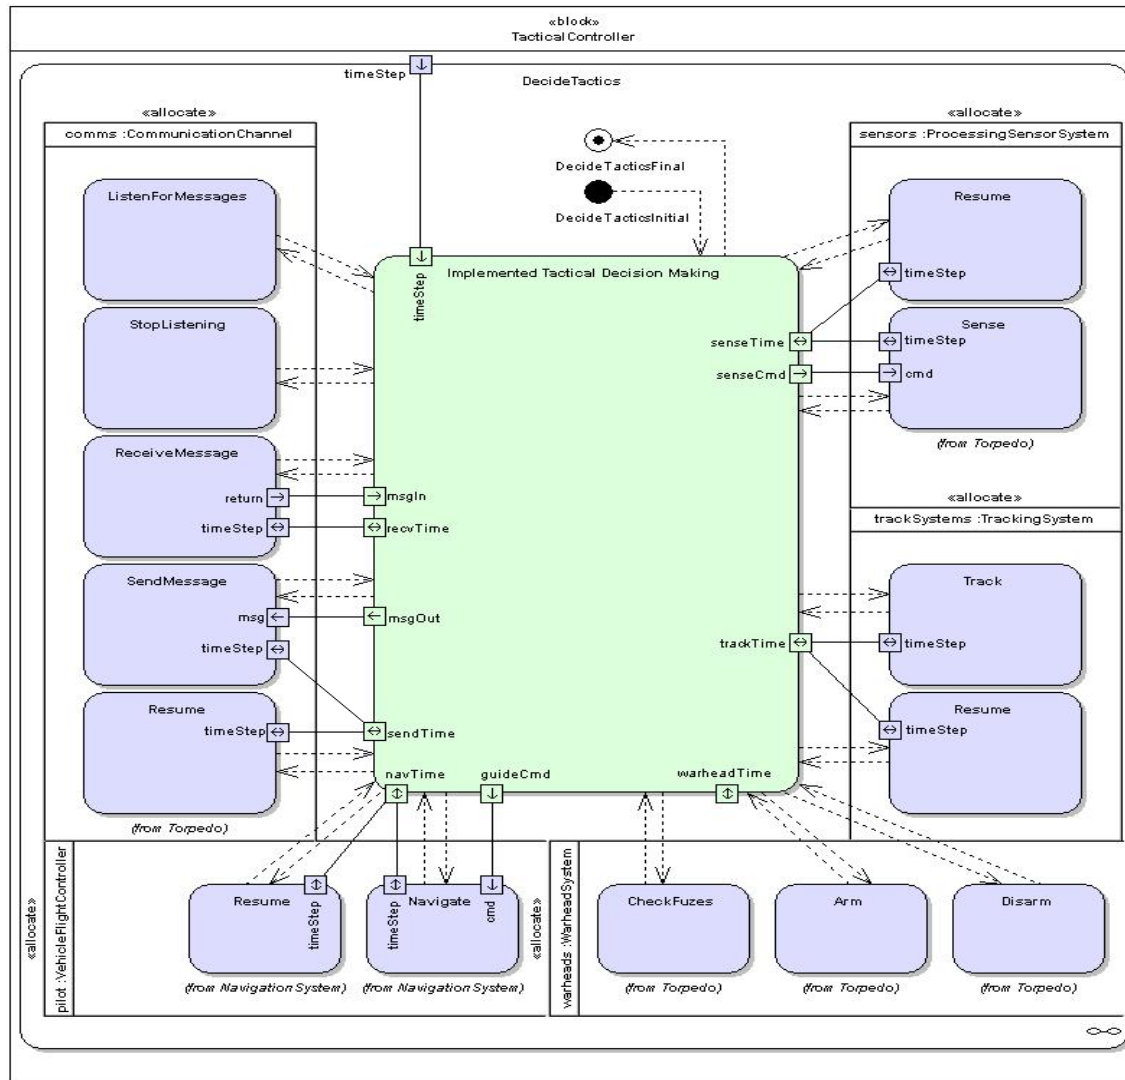 «block»
TacticalController
timeStep
DecideTactics
«allocate»
comms :CommunicationChannel
ListenForMessages
StopListening
ReceiveMessage
return
timeStep
SendMessage
msg
timeStep
Resume
timeStep
(from Torpedo)
DecideTacticsFinal
DecideTacticsInitial
timeStep
Implemented Tactical Decision Making
senseTime
senseCmd
msgIn
recvTime
msgOut
trackTime
sendTime
navTime
guideCmd
warheadTime
«allocate»
sensors :ProcessingSensorSystem
Resume
timeStep
Sense
timeStep
cmd
(from Torpedo)
«allocate»
trackSystems :TrackingSystem
Track
timeStep
Resume
timeStep
«allocate»
pilot :VehicleFlightController
Resume
timeStep
(from Navigation System)
Navigate
timeStep
cmd
(from Navigation System)
«allocate»
warheads :WarheadSystem
CheckFuzes
(from Torpedo)
Arm
(from Torpedo)
Disarm
(from Torpedo)